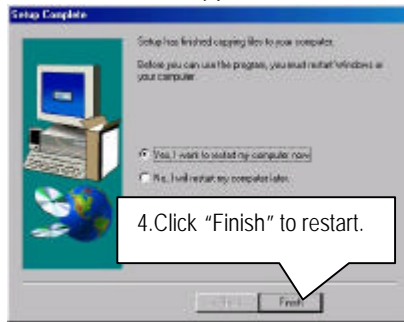 Setup Complete
Setup has finished copying files to your computer.
Before you can use the program, you must restart Windows or
your computer.
Yes, I want to restart my computer now.
No, I will restart my computer later.
4.Click “Finish” to restart.
Finish